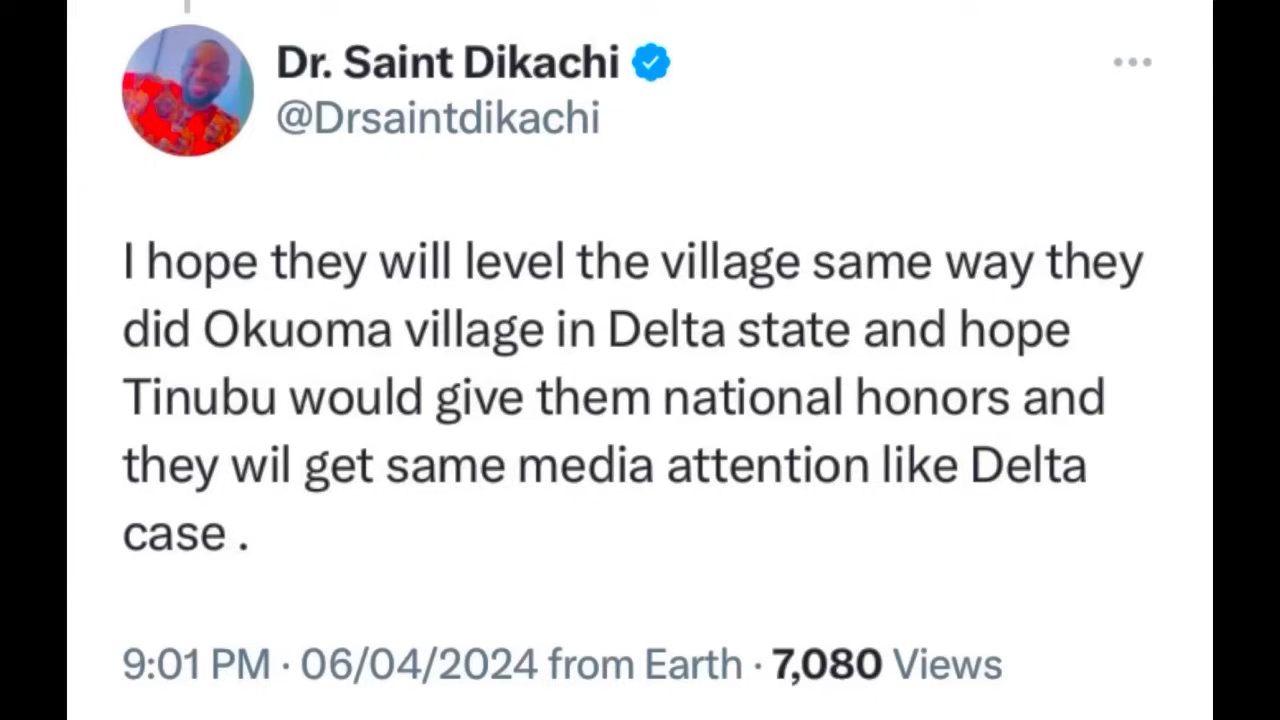 Dr. Saint Dikachi
@Drsaintdikachi
I hope they will level the village same way they
did Okuoma village in Delta state and hope
Tinubu would give them national honors and
they wil get same media attention like Delta
case .
9:01 PM · 06/04/2024 from Earth · 7,080 Views